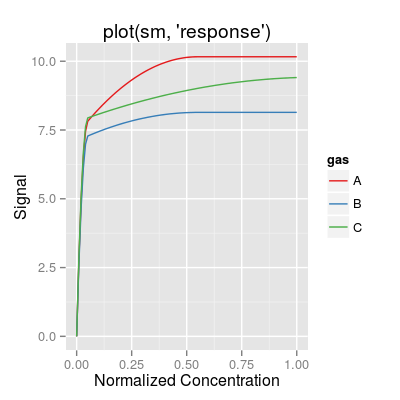 plot(sm, 'response')
10.0
7.5
5.0
2.5
0.0
Signal
0.00 0.25 0.50 0.75 1.00
Normalized Concentration
gas
A
B
C